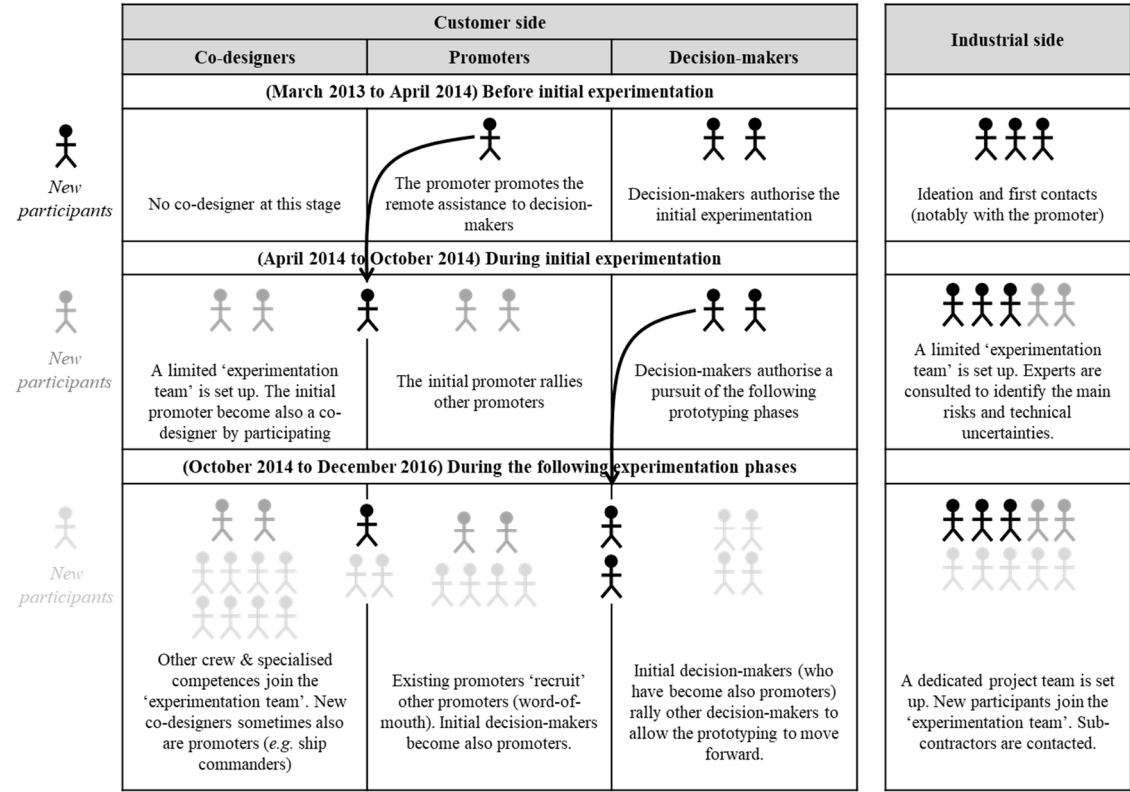 Customer side
Industrial side
Co-designers
Promoters
Decision-makers
(March 2013 to April 2014) Before initial experimentation
New
participants
No co-designer at this stage
The promoter promotes the
remote assistance to decision-
makers
Decision-makers authorise the
initial experimentation
Ideation and first contacts
(notably with the promoter)
(April 2014 to October 2014) During initial experimentation
New
participants
A limited ‘experimentation
team’ is set up. The initial
promoter become also a co-
designer by participating
The initial promoter rallies
other promoters
Decision-makers authorise a
pursuit of the following
prototyping phases
A limited ‘experimentation
team’ is set up. Experts are
consulted to identify the main
risks and technical
uncertainties.
(October 2014 to December 2016) During the following experimentation phases
New
participants
Other crew & specialised
competences join the
‘experimentation team’. New
co-designers sometimes also
are promoters (e.g. ship
commanders)
Existing promoters ‘recruit’
other promoters (word-of-
mouth). Initial decision-makers
become also promoters.
Initial decision-makers (who
have become also promoters)
rally other decision-makers to
allow the prototyping to move
forward.
A dedicated project team is set
up. New participants join the
‘experimentation team’. Sub-
contractors are contacted.